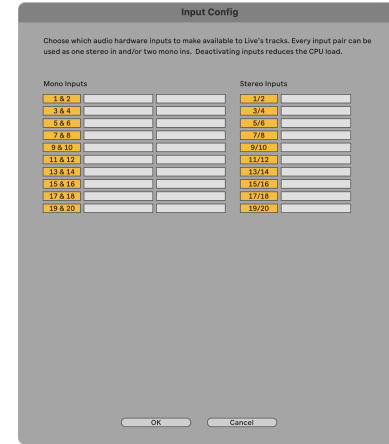 Input Config
Choose which audio hardware inputs to make available to Live's tracks. Every input pair can be
used as one stereo in and/or two mono ins. Deactivating inputs reduces the CPU load.
Mono Inputs
Stereo Inputs
1 & 2
1/2
3 & 4
3/4
5 & 6
5/6
7 & 8
7/8
9 & 10
9/10
11 & 12
11/12
13 & 14
13/14
15 & 16
15/16
17 & 18
17/18
19 & 20
19/20
OK
Cancel